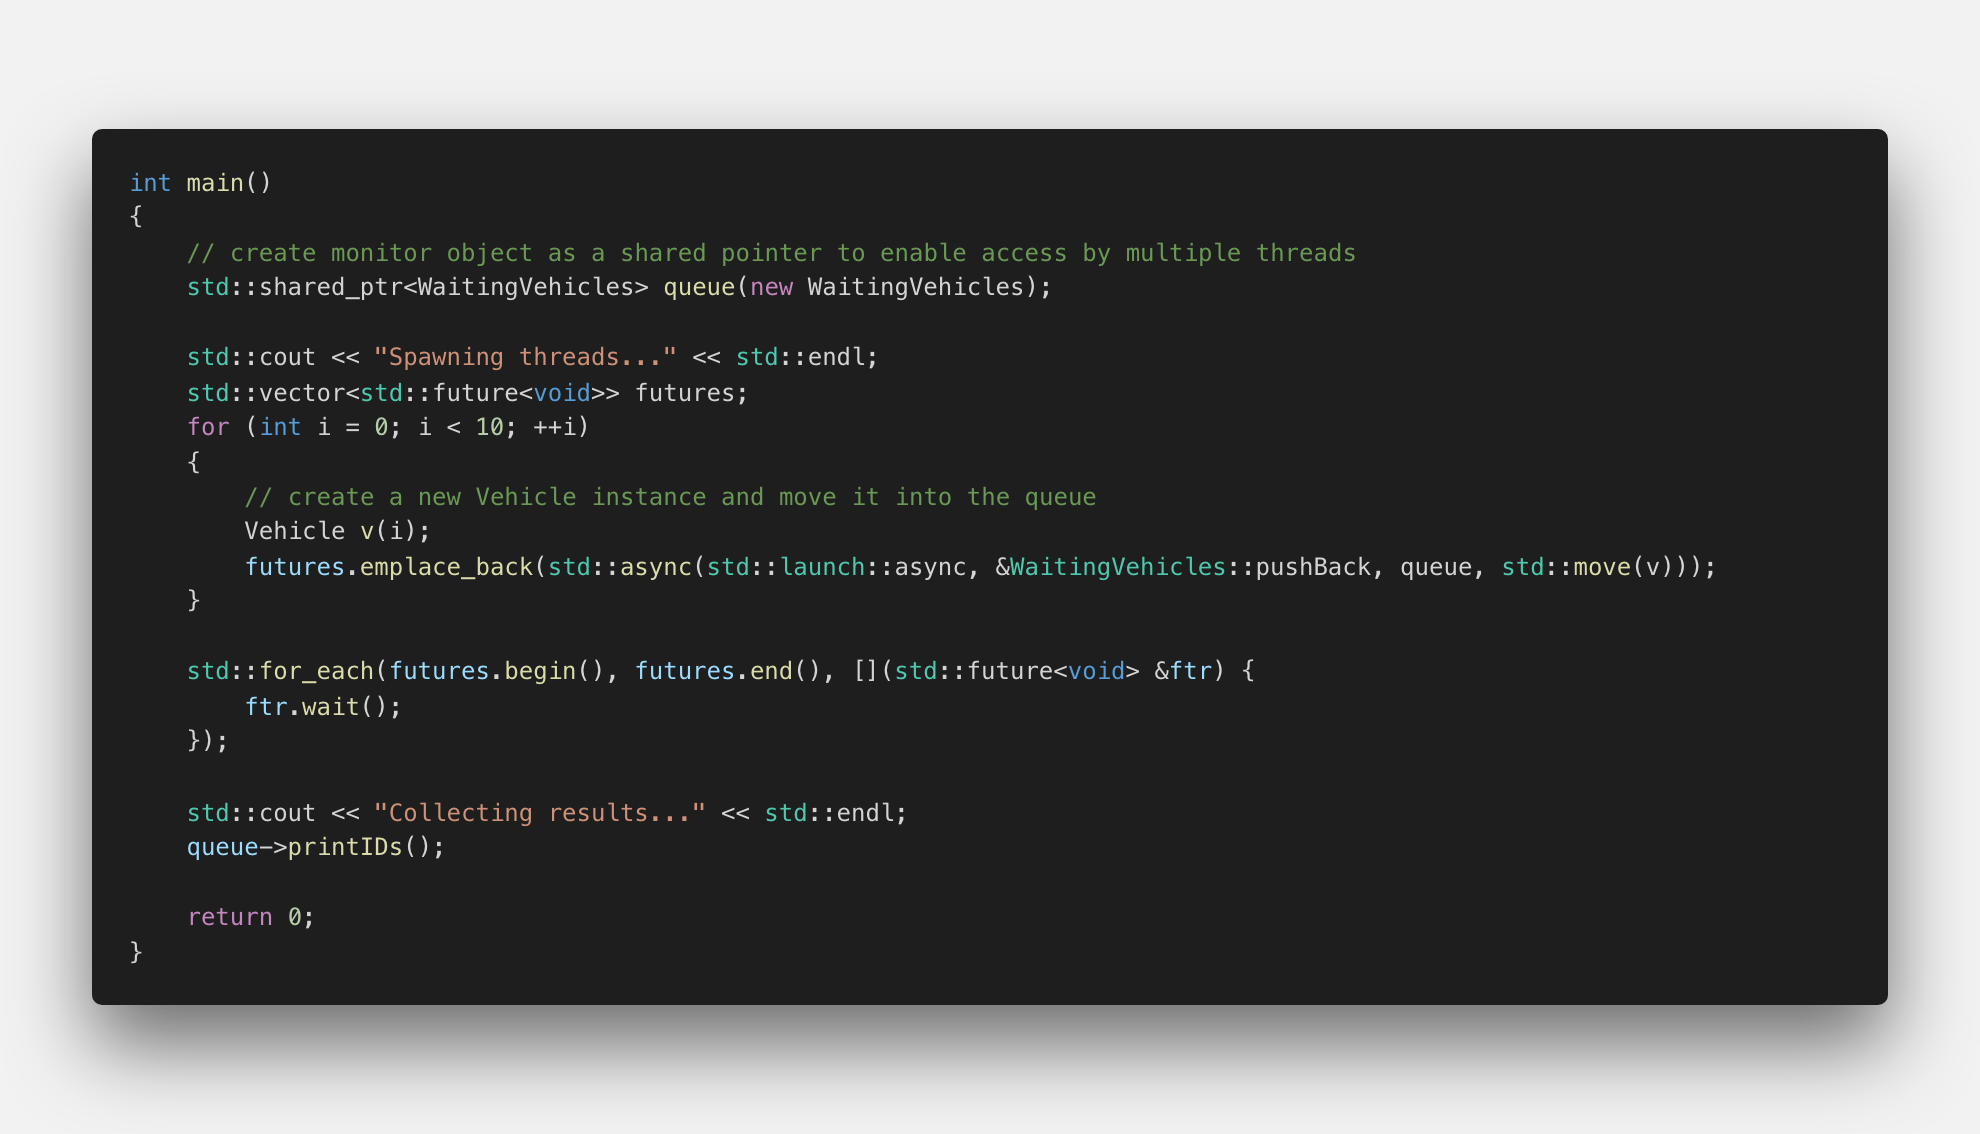 int main()
{
    // create monitor object as a shared pointer to enable access by multiple threads
    std::shared_ptr<WaitingVehicles> queue(new WaitingVehicles);

    std::cout << "Spawning threads..." << std::endl;
    std::vector<std::future<void>> futures;
    for (int i = 0; i < 10; ++i)
    {
        // create a new Vehicle instance and move it into the queue
        Vehicle v(i);
        futures.emplace_back(std::async(std::launch::async, &WaitingVehicles::pushBack, queue, std::move(v)));
    }

    std::for_each(futures.begin(), futures.end(), [](std::future<void> &ftr) {
        ftr.wait();
    });

    std::cout << "Collecting results..." << std::endl;
    queue->printIDs();

    return 0;
}